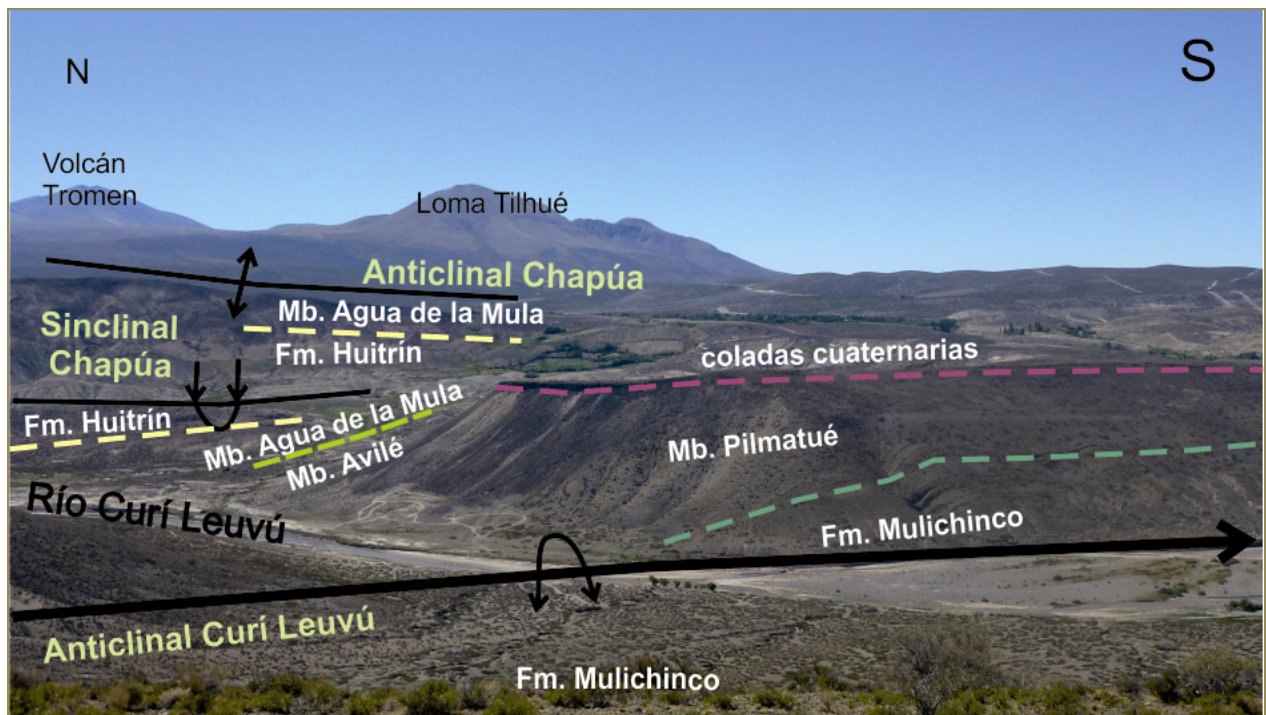 N
S
Volcán
Tromen
Loma Tilhué
Anticlinal Chapúa
Sinclinal
Chapúa
Mb. Agua de la Mula
Fm. Huitrín
coladas cuaternarias
Fm. Huitrín
Mb. Agua de la Mula
Mb. Avilé
Mb. Pilmatué
Río Curí Leuvú
Fm. Mulichinco
Anticlinal Curí Leuvú
Fm. Mulichinco